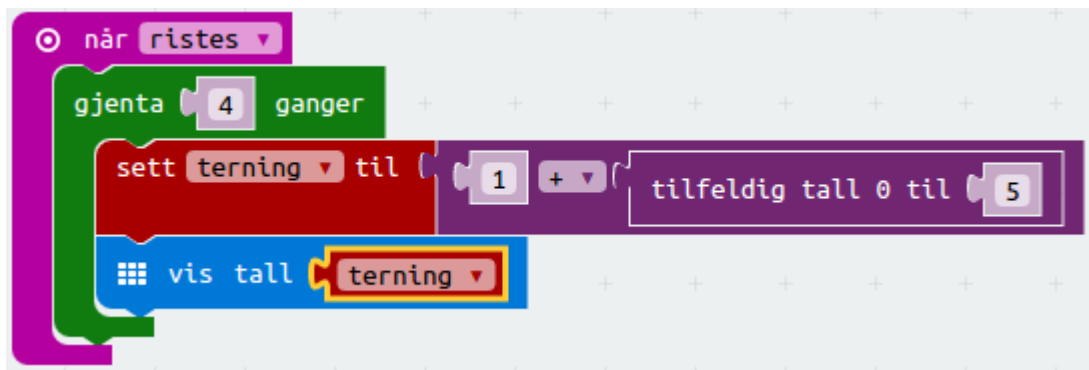 når ristes
gjenta 4 ganger
sett terning til 1 + tilfeldig tall 0 til 5
vis tall terning